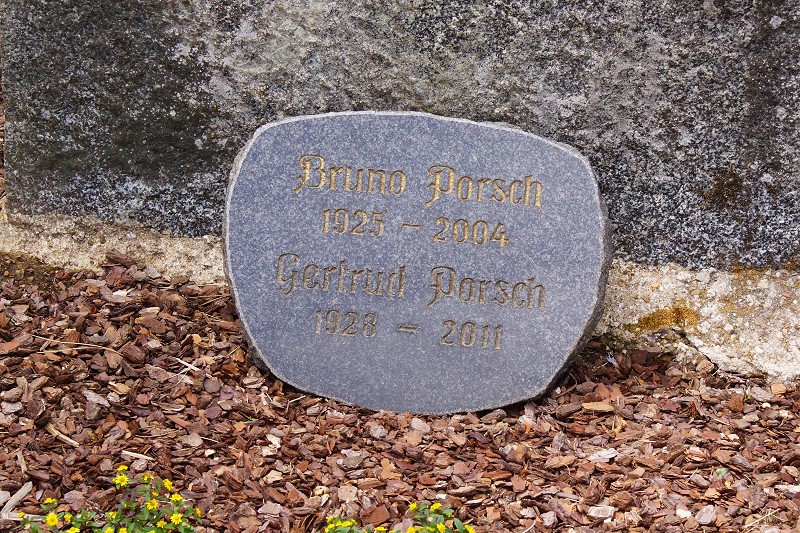 Bruno Porsch
1925 – 2004
Gertrud Porsch
1928 – 2011